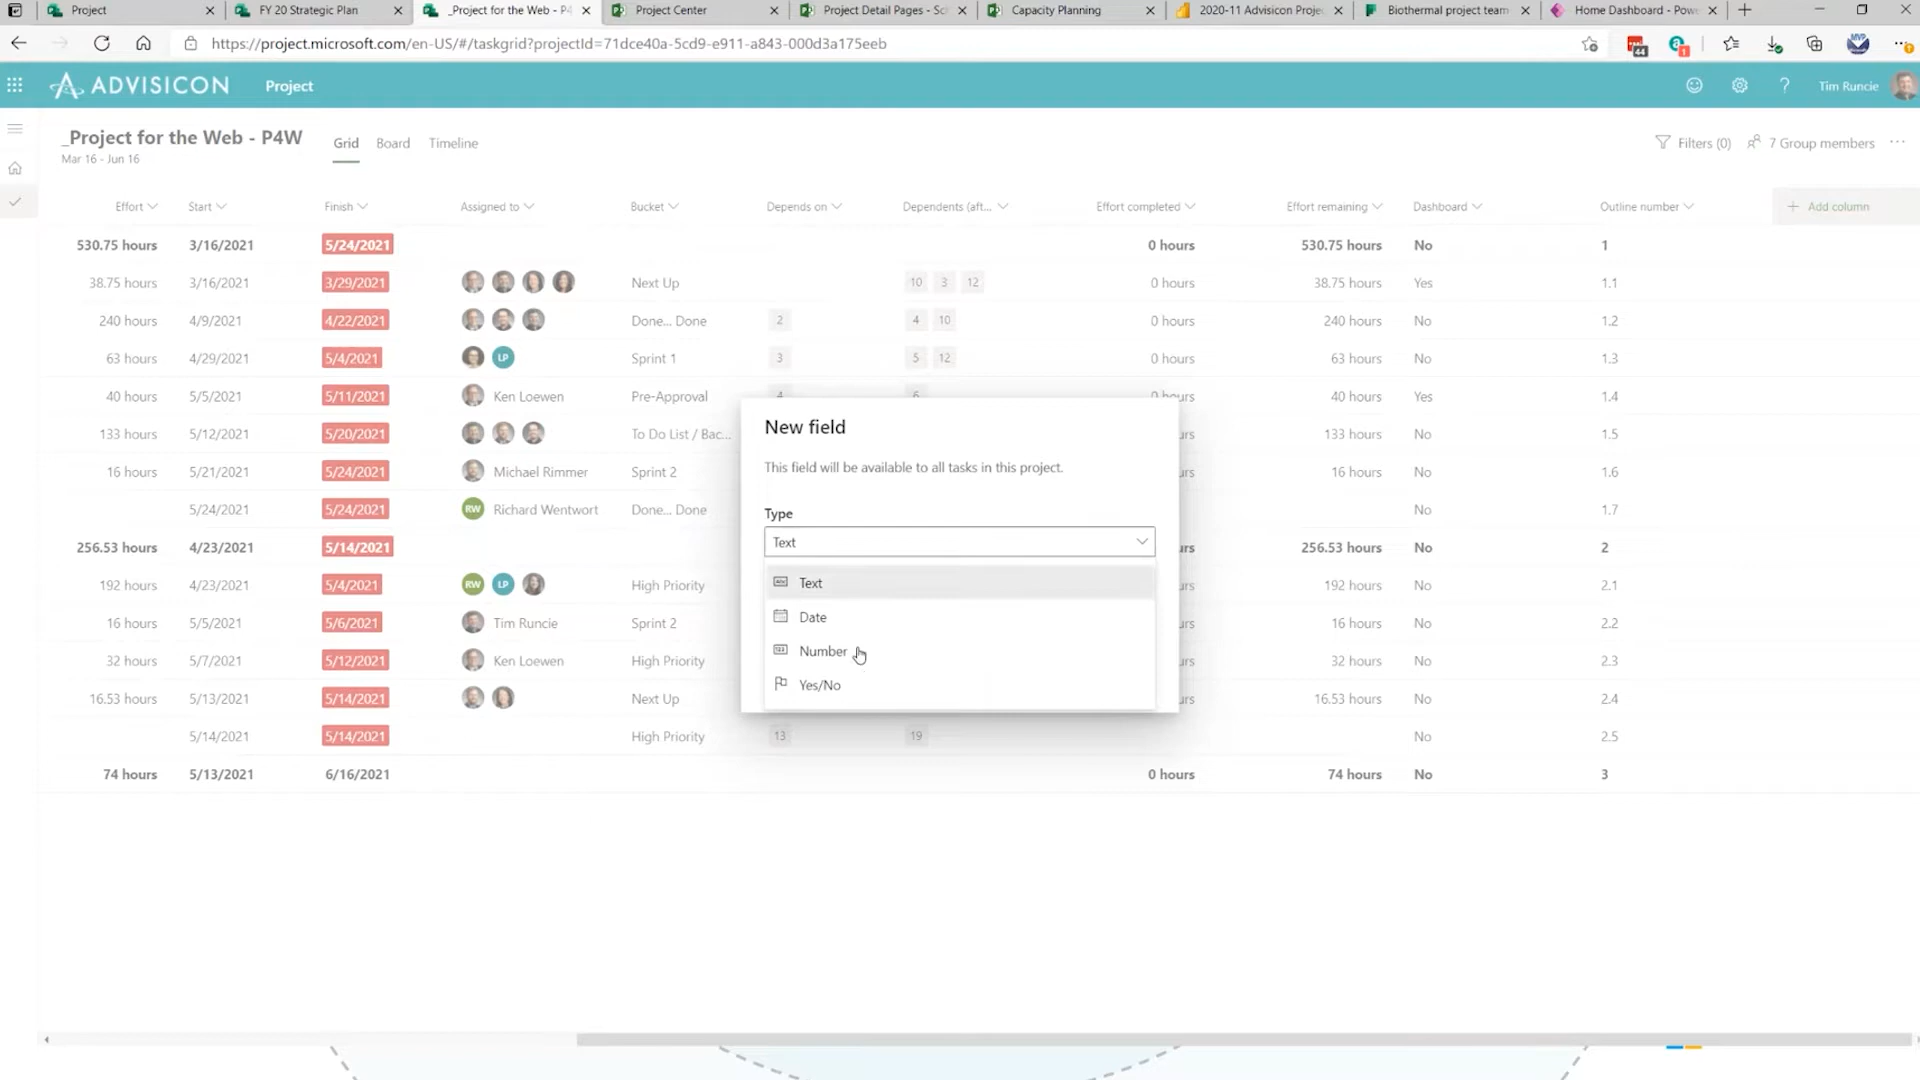 Project
FY 20 Strategic Plan
_Project for the Web - P4
Project Center
Project Detail Pages - Sc
Capacity Planning
2020-11 Advisicon Proje
Biothermal project team
Home Dashboard - Powe
https://project.microsoft.com/en-US/#/taskgrid?projectId=71dce40a-5cd9-e911-a843-000d3a175eeb
44
1
MVP
ADVISICON
Project
?
Tim Runcie
_Project for the Web - P4W
Mar 16 - Jun 16
Grid Board Timeline
Filters (0) 7 Group members
Effort Start Finish Assigned to Bucket Depends on Dependents (aft... Effort completed Effort remaining Dashboard Outline number + Add column
530.75 hours 3/16/2021 5/24/2021 0 hours 530.75 hours No 1
38.75 hours 3/16/2021 3/29/2021 Next Up 10 3 12 0 hours 38.75 hours Yes 1.1
240 hours 4/9/2021 4/22/2021 Done... Done 2 4 10 0 hours 240 hours No 1.2
63 hours 4/29/2021 LP 5/4/2021 Sprint 1 3 5 12 0 hours 63 hours No 1.3
40 hours 5/5/2021 5/11/2021 Ken Loewen Pre-Approval 4 6 0 hours 40 hours Yes 1.4
133 hours 5/12/2021 5/20/2021 To Do List / Bac... urs 133 hours No 1.5
16 hours 5/21/2021 5/24/2021 Michael Rimmer Sprint 2 urs 16 hours No 1.6
5/24/2021 5/24/2021 RW Richard Wentwort Done... Done No 1.7
256.53 hours 4/23/2021 5/14/2021 urs 256.53 hours No 2
192 hours 4/23/2021 5/4/2021 RW LP High Priority urs 192 hours No 2.1
16 hours 5/5/2021 5/6/2021 Tim Runcie Sprint 2 urs 16 hours No 2.2
32 hours 5/7/2021 5/12/2021 Ken Loewen High Priority urs 32 hours No 2.3
16.53 hours 5/13/2021 5/14/2021 Next Up urs 16.53 hours No 2.4
5/14/2021 5/14/2021 High Priority 13 19 No 2.5
74 hours 5/13/2021 6/16/2021 0 hours 74 hours No 3
New field
This field will be available to all tasks in this project.
Type
Text
Abc Text
Date
123 Number
Yes/No